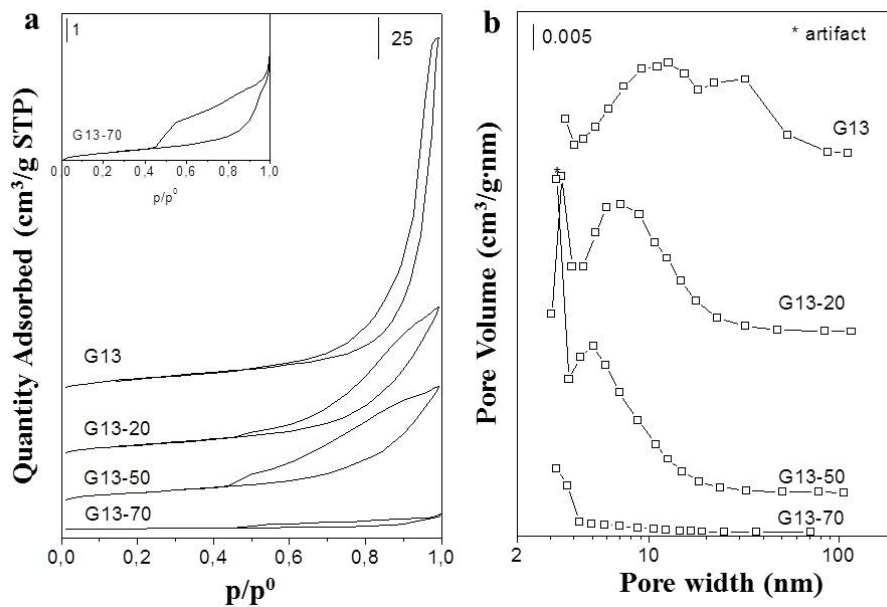 a
1
25
G13-70
0,0 0,2 0,4 0,6 0,8 1,0
p/p⁰
Quantity Adsorbed (cm³/g STP)
G13
G13-20
G13-50
G13-70
0,0 0,2 0,4 0,6 0,8 1,0
p/p⁰
b
0.005
* artifact
*
Pore Volume (cm³/g·nm)
G13
G13-20
G13-50
G13-70
2 10 100
Pore width (nm)